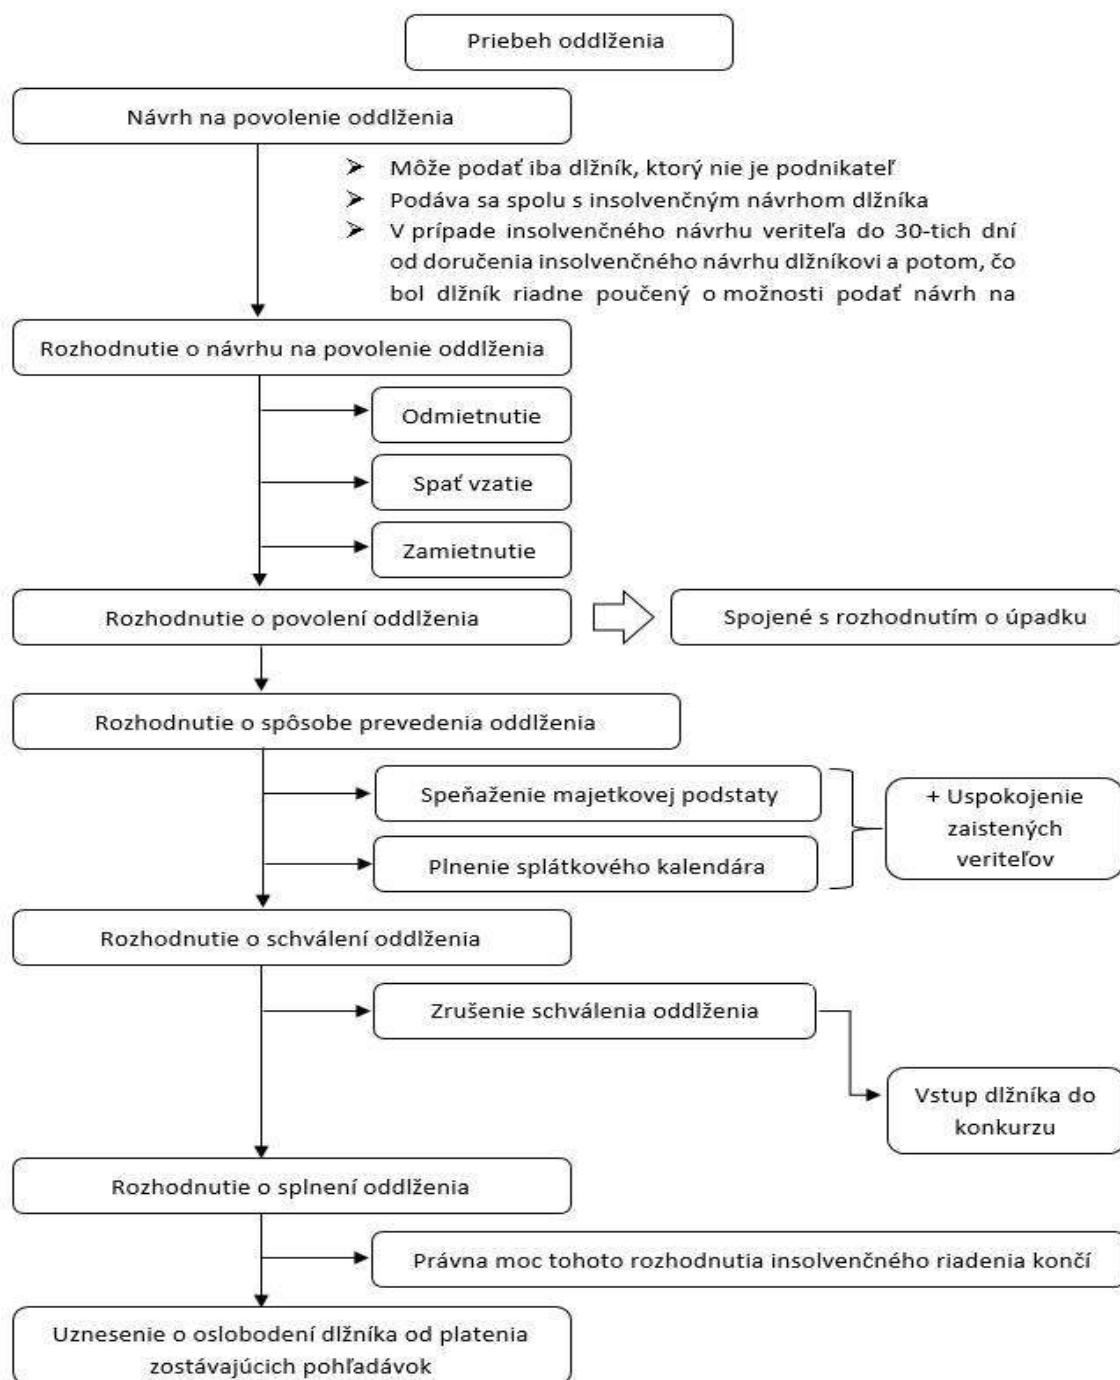 Priebeh oddlženia
Návrh na povolenie oddlženia
➤ Môže podať iba dlžník, ktorý nie je podnikateľ
➤ Podáva sa spolu s insolvenčným návrhom dlžníka
➤ V prípade insolvenčného návrhu veriteľa do 30-tich dní
od doručenia insolvenčného návrhu dlžníkovi a potom, čo
bol dlžník riadne poučený o možnosti podať návrh na
Rozhodnutie o návrhu na povolenie oddlženia
Odmietnutie
Spať vzatie
Zamietnutie
Rozhodnutie o povolení oddlženia
Spojené s rozhodnutím o úpadku
Rozhodnutie o spôsobe prevedenia oddlženia
Speňaženie majetkovej podstaty
+ Uspokojenie
zaistených
veriteľov
Plnenie splátkového kalendára
Rozhodnutie o schválení oddlženia
Zrušenie schválenia oddlženia
Vstup dlžníka do
konkurzu
Rozhodnutie o splnení oddlženia
Právna moc tohoto rozhodnutia insolvenčného riadenia končí
Uznesenie o oslobodení dlžníka od platenia
zostávajúcich pohľadávok